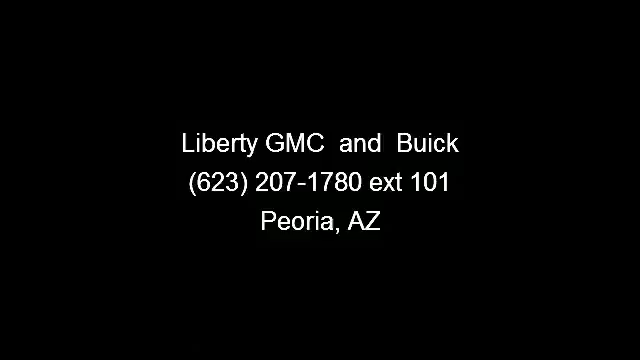 Liberty GMC  and  Buick
(623) 207-1780 ext 101
Peoria, AZ